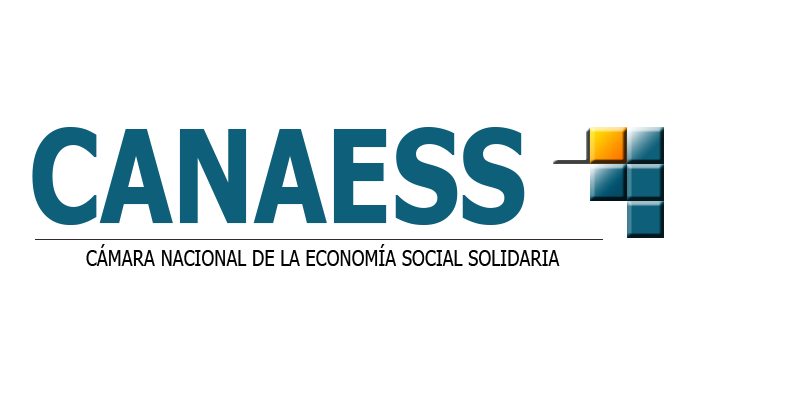 CANAESS
CÁMARA NACIONAL DE LA ECONOMÍA SOCIAL SOLIDARIA